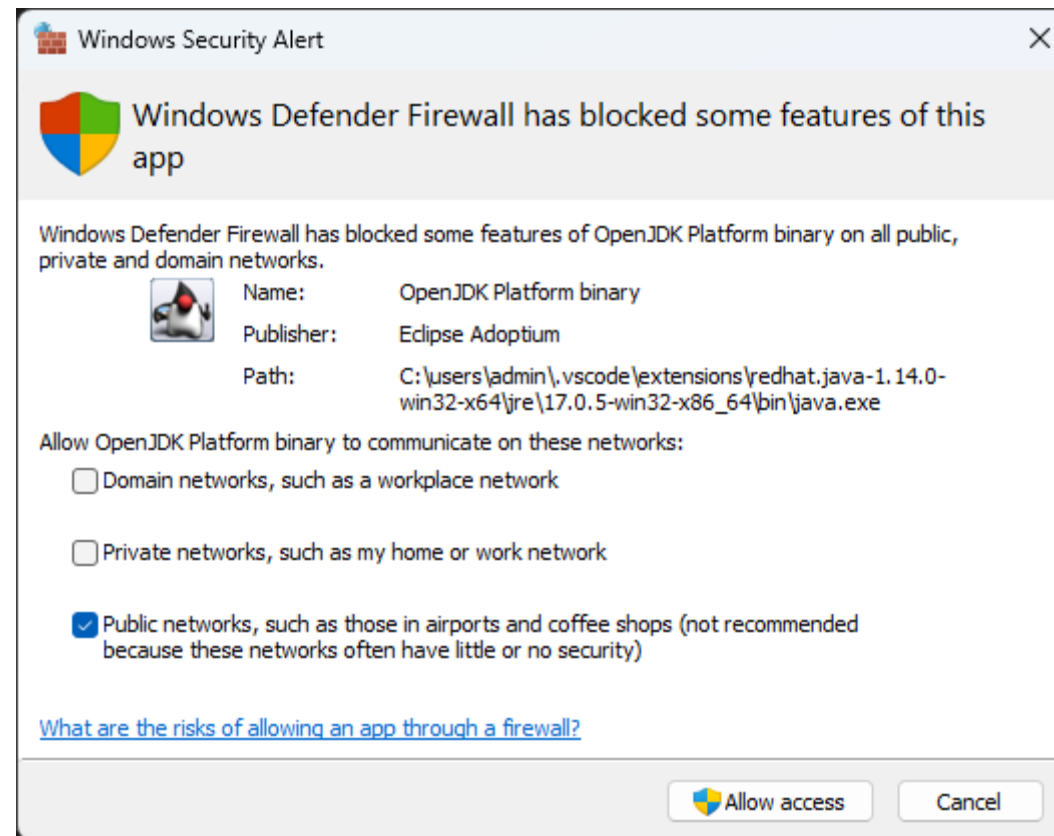 Windows Security Alert
Windows Defender Firewall has blocked some features of this
app
Windows Defender Firewall has blocked some features of OpenJDK Platform binary on all public,
private and domain networks.
Name: OpenJDK Platform binary
Publisher: Eclipse Adoptium
Path: C:\users\admin\.vscode\extensions\redhat.java-1.14.0-
win32-x64\jre\17.0.5-win32-x86_64\bin\java.exe
Allow OpenJDK Platform binary to communicate on these networks:
Domain networks, such as a workplace network
Private networks, such as my home or work network
Public networks, such as those in airports and coffee shops (not recommended
because these networks often have little or no security)
What are the risks of allowing an app through a firewall?
Allow access Cancel